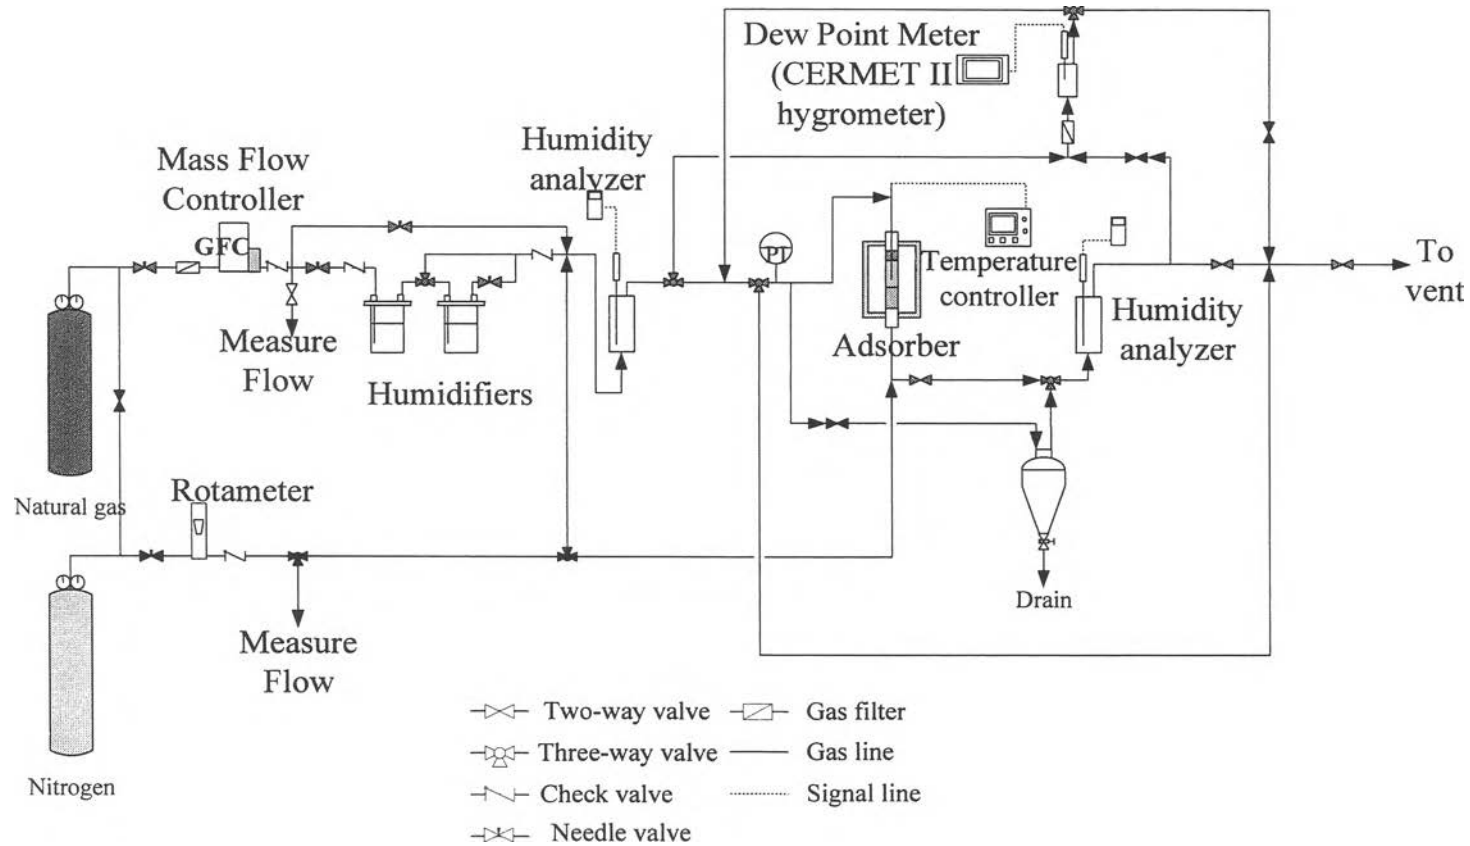 Dew Point Meter
(CERMET II
hygrometer)
Humidity
analyzer
Mass Flow
Controller
GFC
PT
Temperature
controller
To
vent
Measure
Flow
Humidifiers
Adsorber
Humidity
analyzer
Natural gas
Rotameter
Drain
Measure
Flow
Nitrogen
Two-way valve
Gas filter
Three-way valve
Gas line
Check valve
Signal line
Needle valve